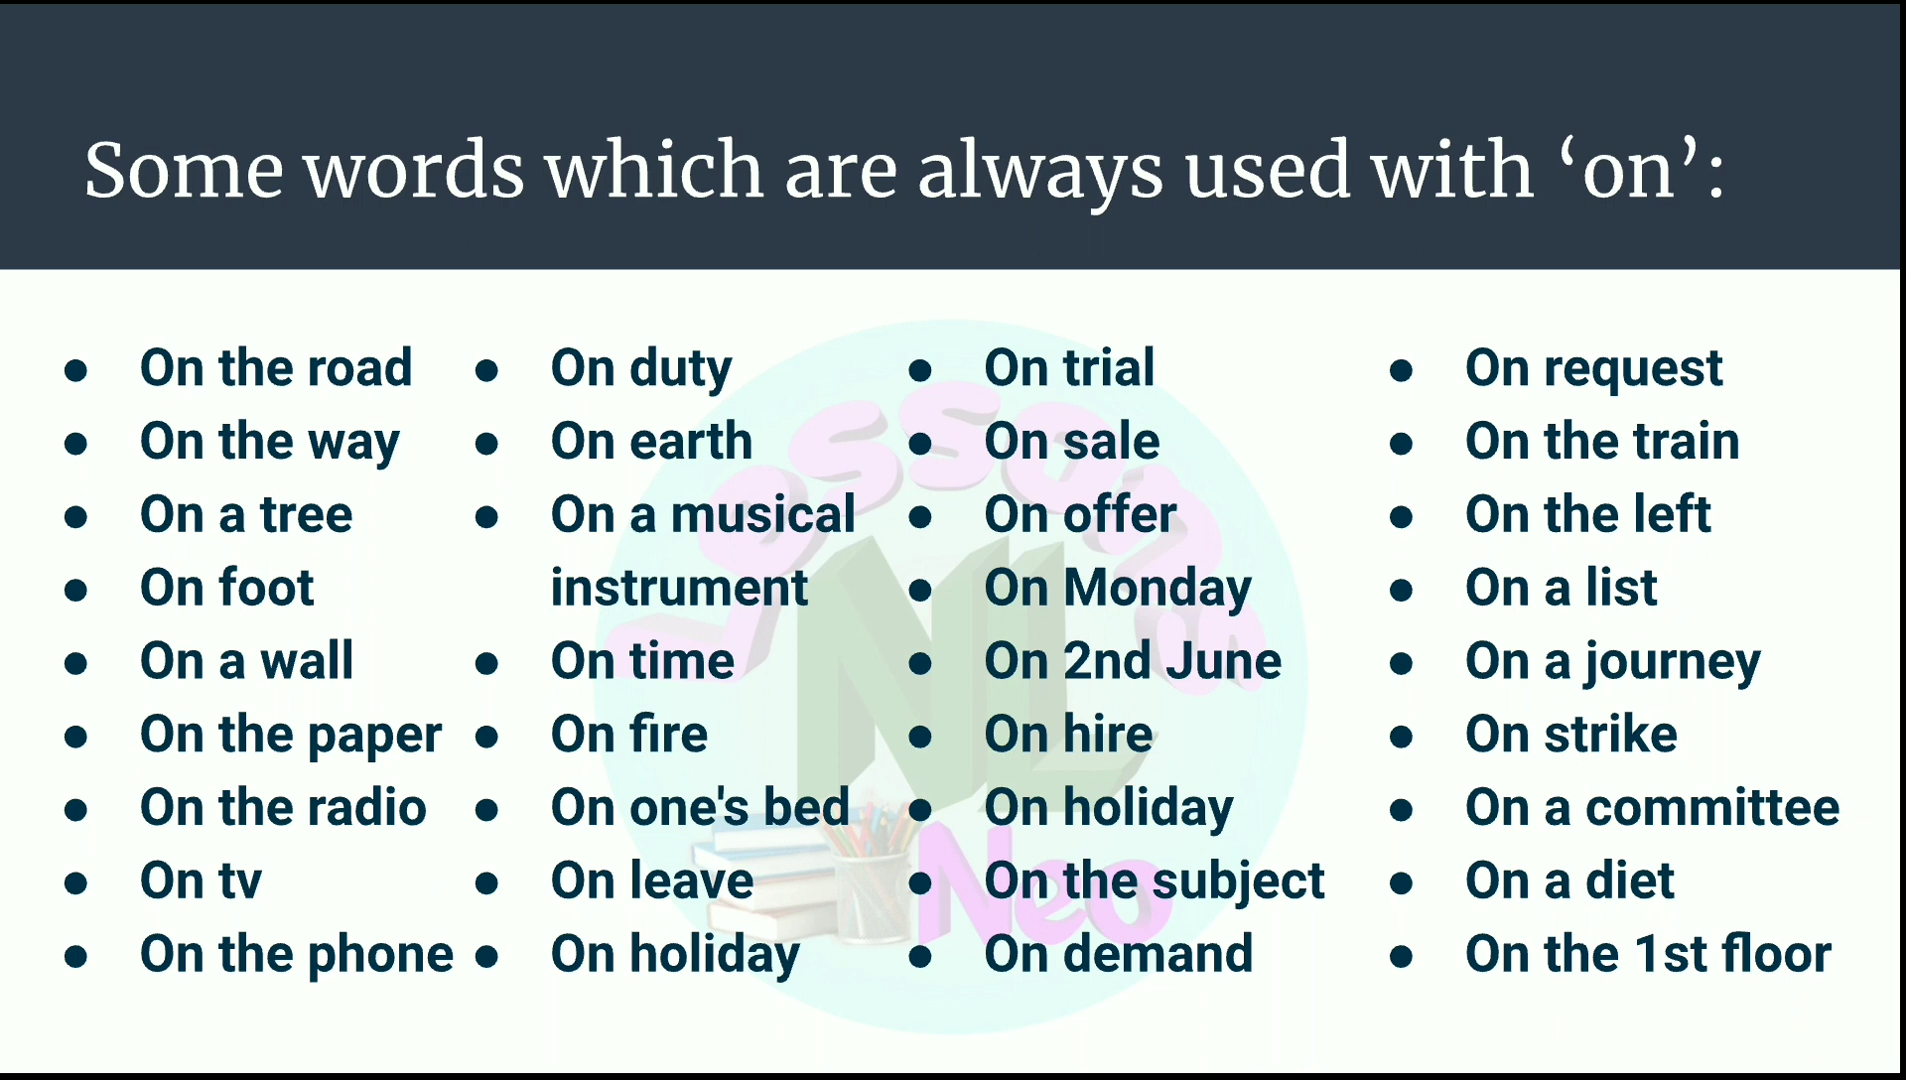 Some words which are always used with ‘on’:
On the road
On the way
On a tree
On foot
On a wall
On the paper
On the radio
On tv
On the phone
On duty
On earth
On a musical
instrument
On time
On fire
On one's bed
On leave
On holiday
On trial
On sale
On offer
On Monday
On 2nd June
On hire
On holiday
On the subject
On demand
On request
On the train
On the left
On a list
On a journey
On strike
On a committee
On a diet
On the 1st floor
NL
Neo